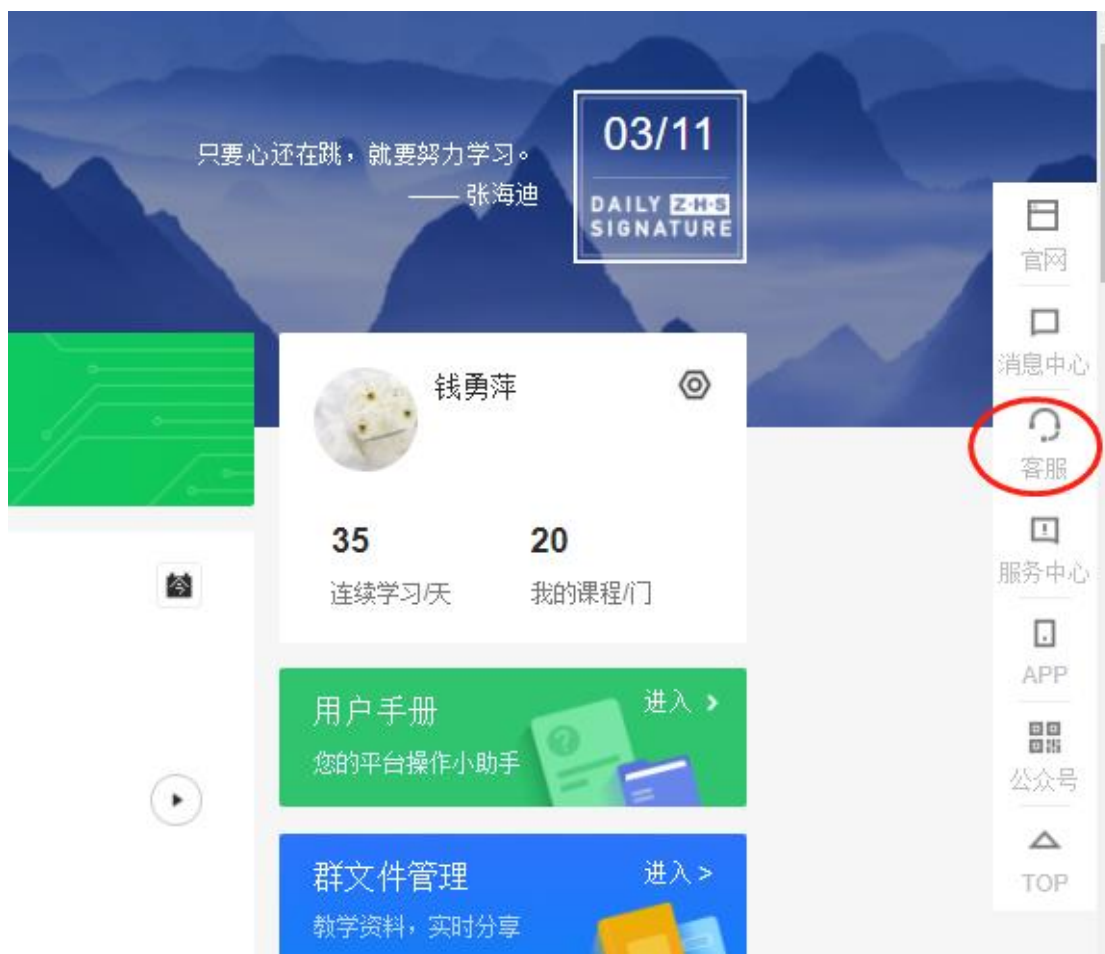 只要心还在跳，就要努力学习。
—— 张海迪
03/11
DAILY Z·H·S
SIGNATURE
官网
消息中心
客服
服务中心
APP
公众号
TOP
钱勇萍
35
连续学习/天
20
我的课程/门
今
用户手册
进入 >
您的平台操作小助手
群文件管理
进入 >
教学资料，实时分享